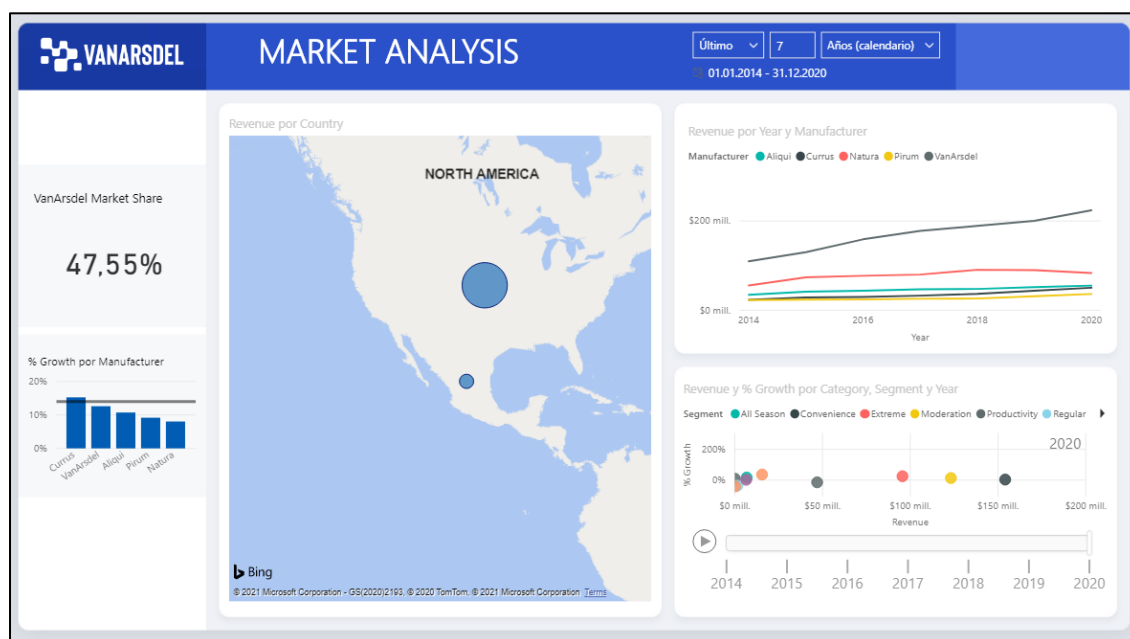 VANARSDEL
MARKET ANALYSIS
Último
7
Años (calendario)
01.01.2014 - 31.12.2020
VanArsdel Market Share
47,55%
% Growth por Manufacturer
20%
10%
0%
Currus
VanArsdel
Aliqui
Pirum
Natura
Revenue por Country
NORTH AMERICA
Bing
© 2021 Microsoft Corporation - GS(2020)2193, © 2020 TomTom, © 2021 Microsoft Corporation Terms
Revenue por Year y Manufacturer
Manufacturer Aliqui Currus Natura Pirum VanArsdel
$200 mill.
$0 mill.
2014 2016 2018 2020
Year
Revenue y % Growth por Category, Segment y Year
Segment All Season Convenience Extreme Moderation Productivity Regular
2020
% Growth
200%
0%
$0 mill. $50 mill. $100 mill. $150 mill. $200 mill.
Revenue
2014 2015 2016 2017 2018 2019 2020